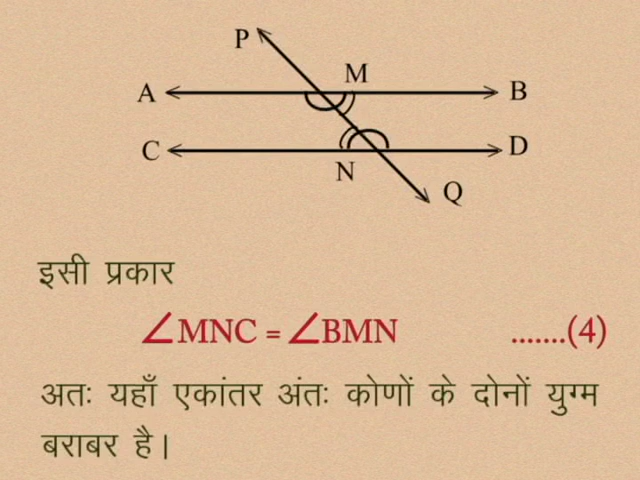 P
M
A B
C D
N
Q
इसी प्रकार
∠MNC = ∠BMN .......(4)
अतः यहाँ एकांतर अंतः कोणों के दोनों युग्म
बराबर है।